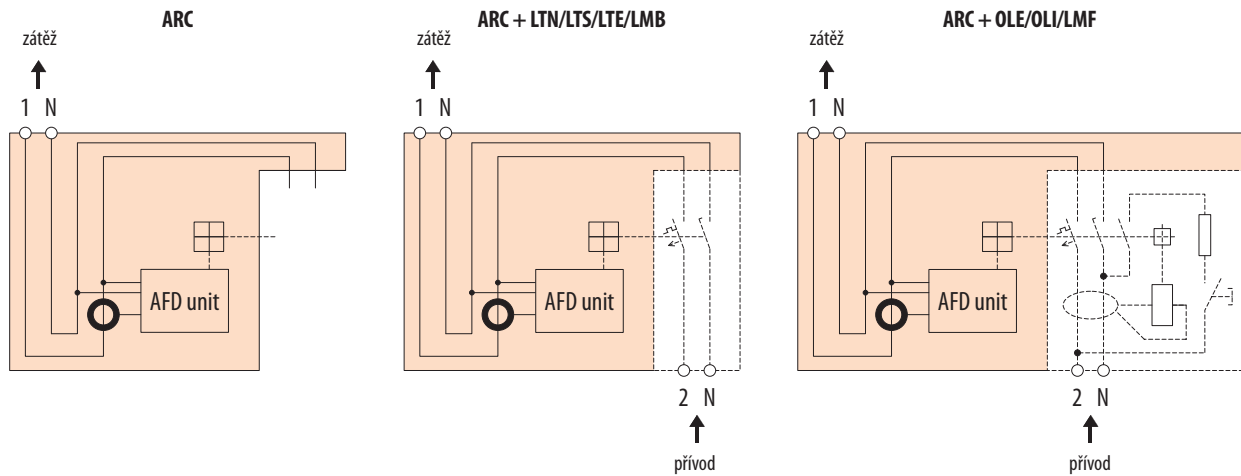 ARC
zátěž
1 N
AFD unit
ARC + LTN/LTS/LTE/LMB
zátěž
1 N
AFD unit
2 N
přívod
ARC + OLE/OLI/LMF
zátěž
1 N
AFD unit
2 N
přívod